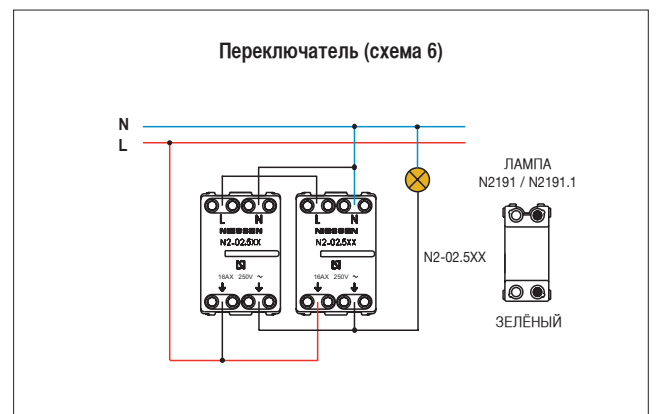 Переключатель (схема 6)
N
L
ЛАМПА
N2191 / N2191.1
L N
NIESSEN
N2-02.5XX
16AX 250V ~
L N
NIESSEN
N2-02.5XX
16AX 250V ~
N2-02.5XX
ЗЕЛЁНЫЙ